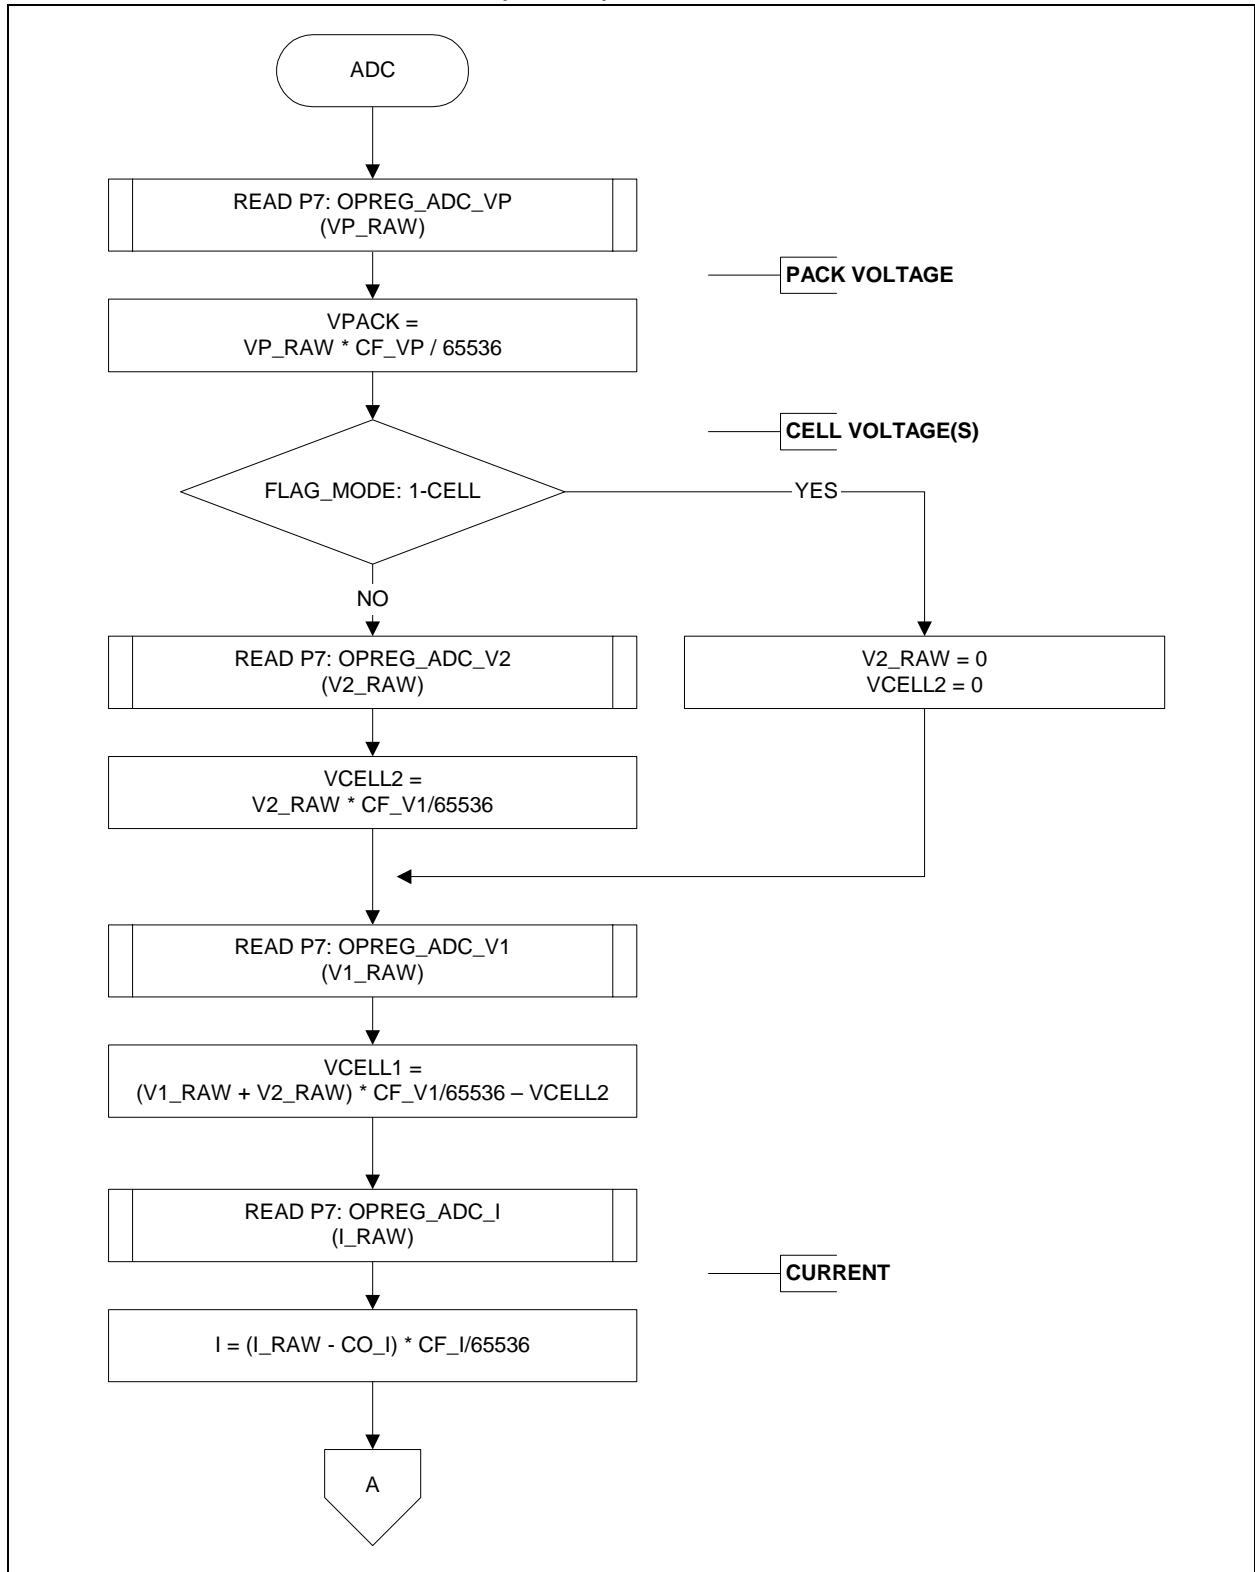 ADC
READ P7: OPREG_ADC_VP
(VP_RAW)
PACK VOLTAGE
VPACK =
VP_RAW * CF_VP / 65536
CELL VOLTAGE(S)
FLAG_MODE: 1-CELL
YES
NO
READ P7: OPREG_ADC_V2
(V2_RAW)
V2_RAW = 0
VCELL2 = 0
VCELL2 =
V2_RAW * CF_V1/65536
READ P7: OPREG_ADC_V1
(V1_RAW)
VCELL1 =
(V1_RAW + V2_RAW) * CF_V1/65536 – VCELL2
READ P7: OPREG_ADC_I
(I_RAW)
CURRENT
I = (I_RAW - CO_I) * CF_I/65536
A